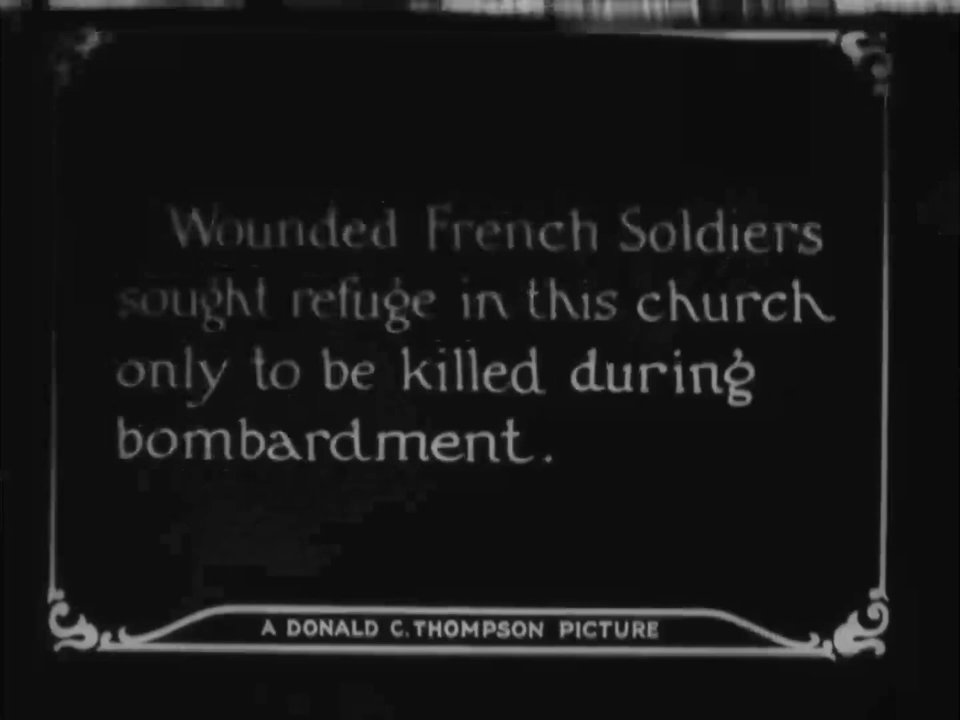 Wounded French Soldiers
sought refuge in this church
only to be killed during
bombardment.
A DONALD C. THOMPSON PICTURE